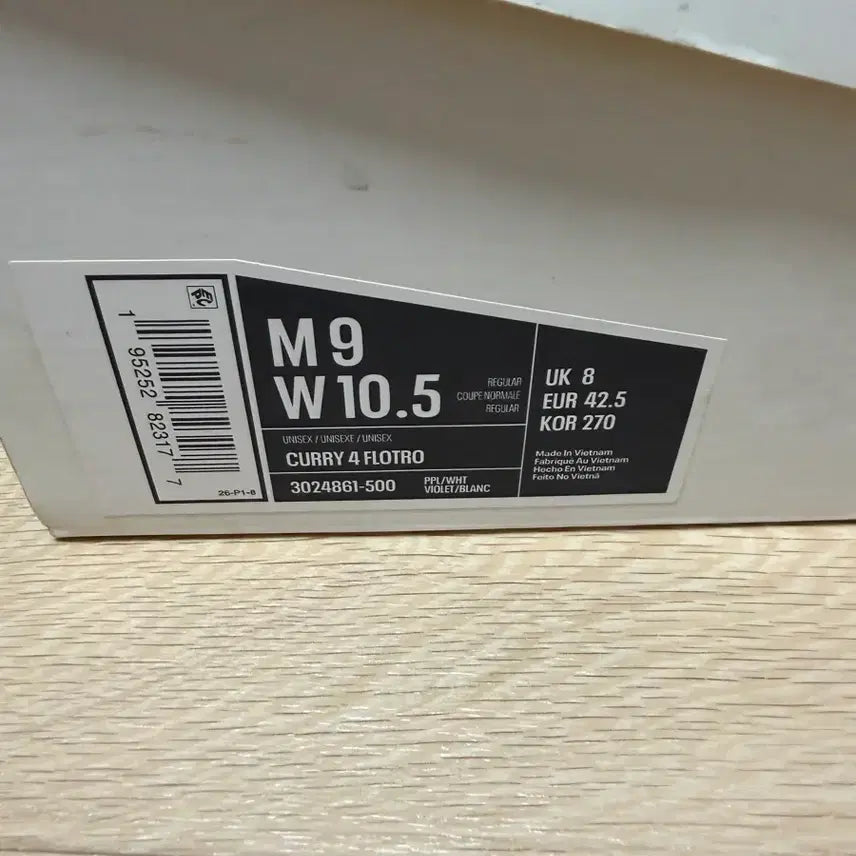 1 95252 82317 7
26-P1-8
M 9
W 10.5
REGULAR
COUPE NORMALE
REGULAR
UNISEX / UNISEXE / UNISEX
CURRY 4 FLOTRO
3024861-500
PPL/WHT
VIOLET/BLANC
UK 8
EUR 42.5
KOR 270
Made In Vietnam
Fabriqué Au Vietnam
Hecho En Vietnam
Feito No Vietnã